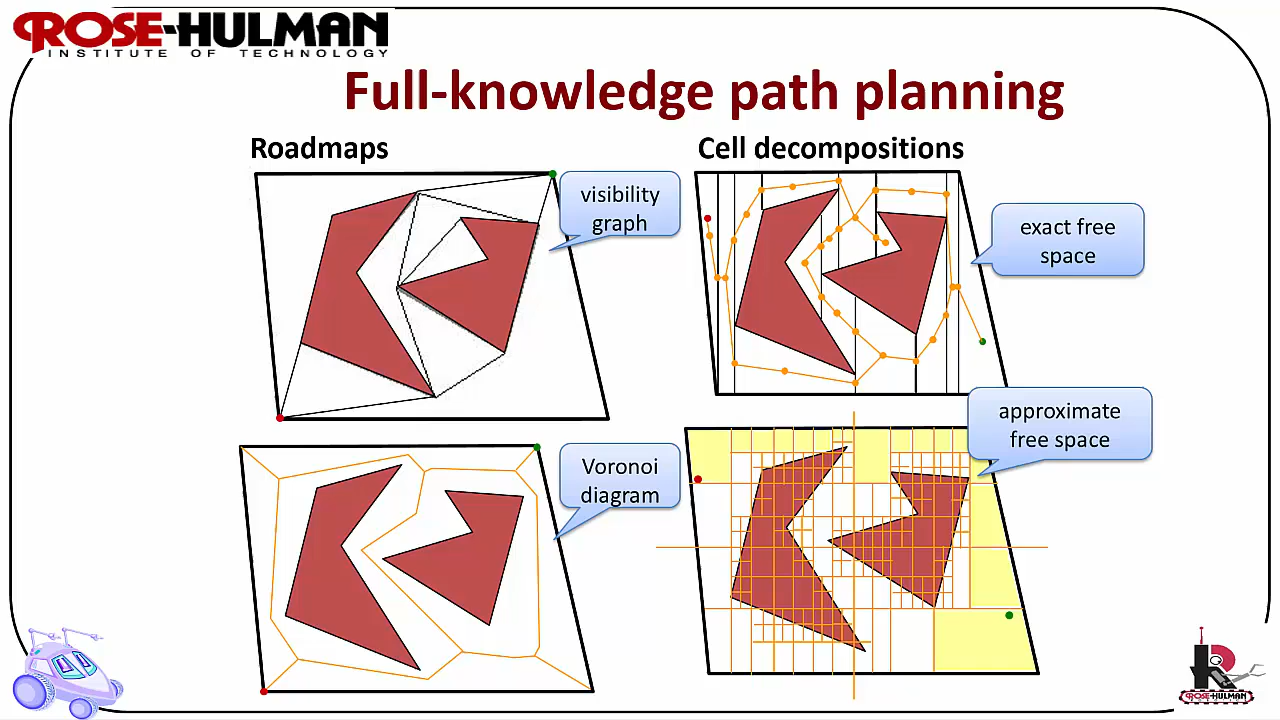 ROSE-HULMAN
INSTITUTE OF TECHNOLOGY
Full-knowledge path planning
Roadmaps
Cell decompositions
visibility
graph
exact free
space
approximate
free space
Voronoi
diagram
R
ROSE-HULMAN